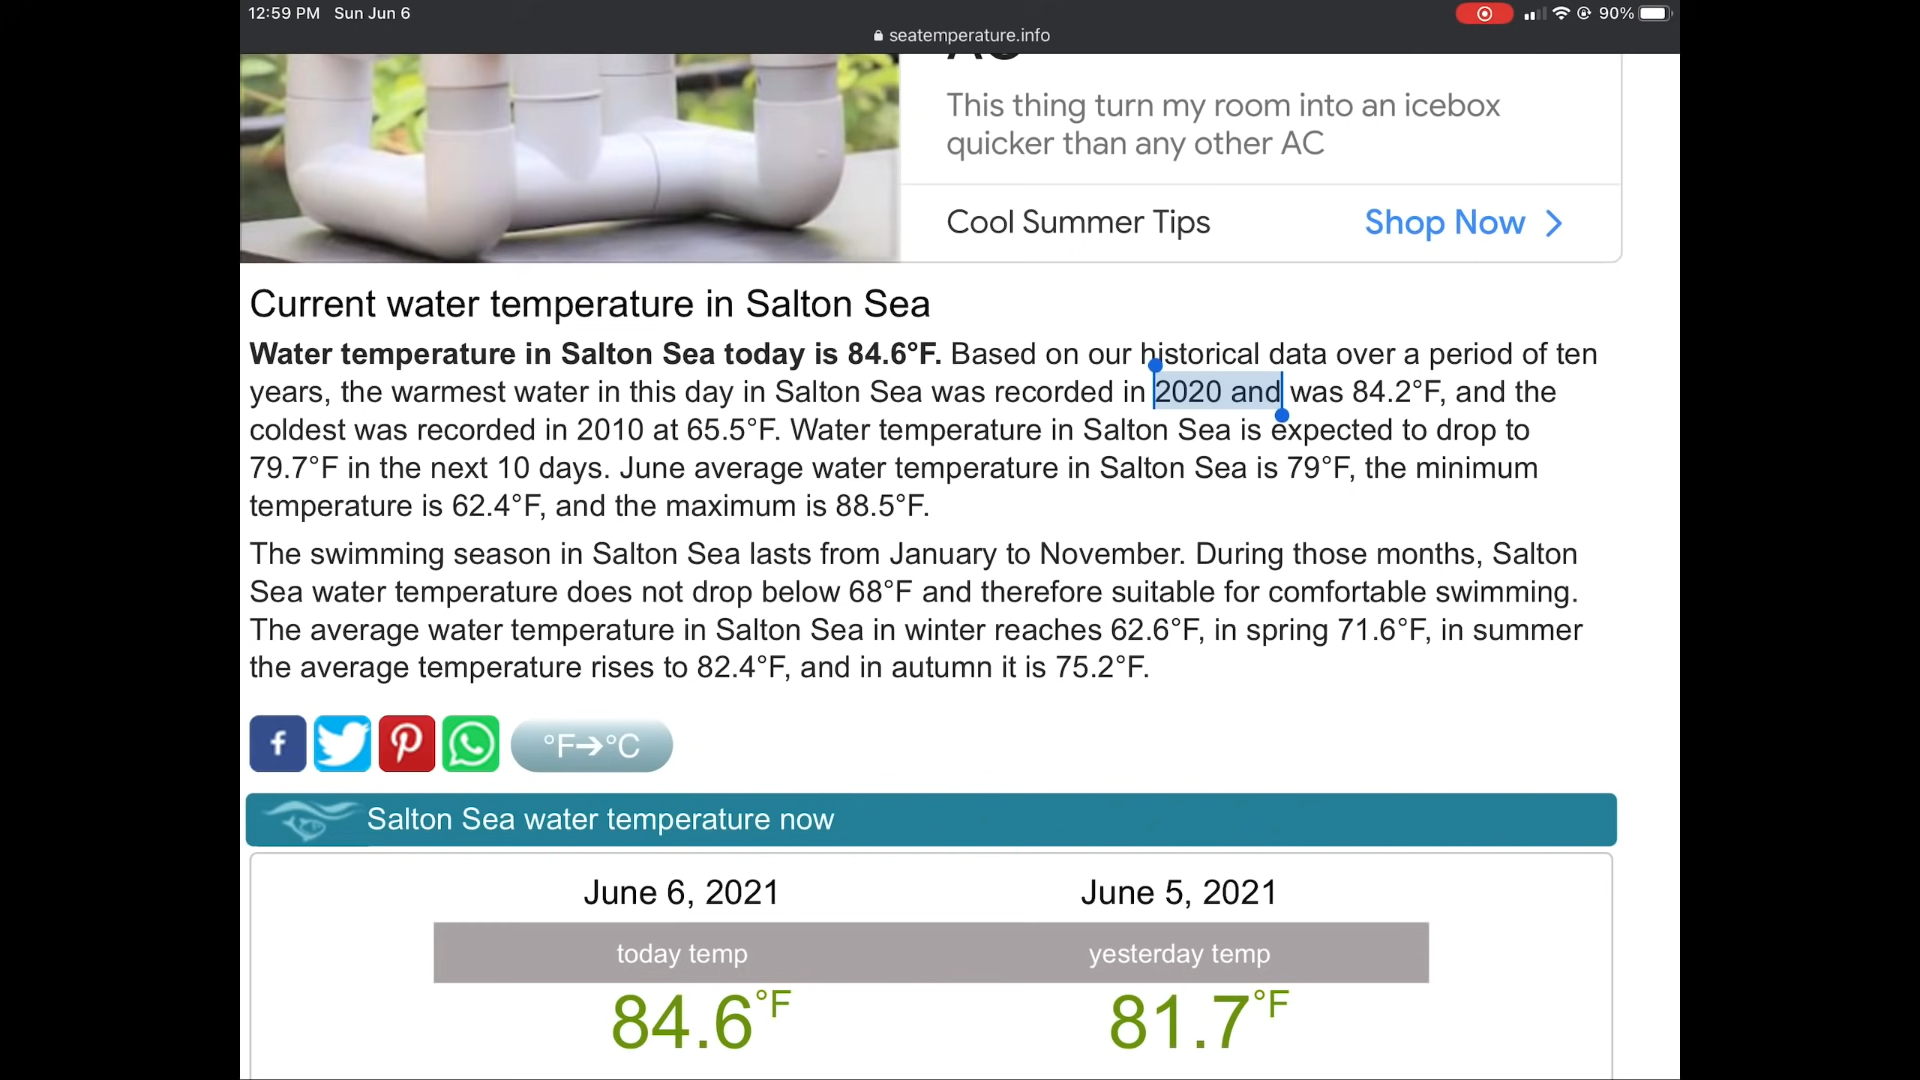 12:59 PM Sun Jun 6
90%
seatemperature.info
This thing turn my room into an icebox
quicker than any other AC
Cool Summer Tips
Shop Now
Current water temperature in Salton Sea
Water temperature in Salton Sea today is 84.6°F. Based on our historical data over a period of ten
years, the warmest water in this day in Salton Sea was recorded in 2020 and was 84.2°F, and the
coldest was recorded in 2010 at 65.5°F. Water temperature in Salton Sea is expected to drop to
79.7°F in the next 10 days. June average water temperature in Salton Sea is 79°F, the minimum
temperature is 62.4°F, and the maximum is 88.5°F.
The swimming season in Salton Sea lasts from January to November. During those months, Salton
Sea water temperature does not drop below 68°F and therefore suitable for comfortable swimming.
The average water temperature in Salton Sea in winter reaches 62.6°F, in spring 71.6°F, in summer
the average temperature rises to 82.4°F, and in autumn it is 75.2°F.
°F➔°C
Salton Sea water temperature now
June 6, 2021 June 5, 2021
today temp yesterday temp
84.6°F 81.7°F